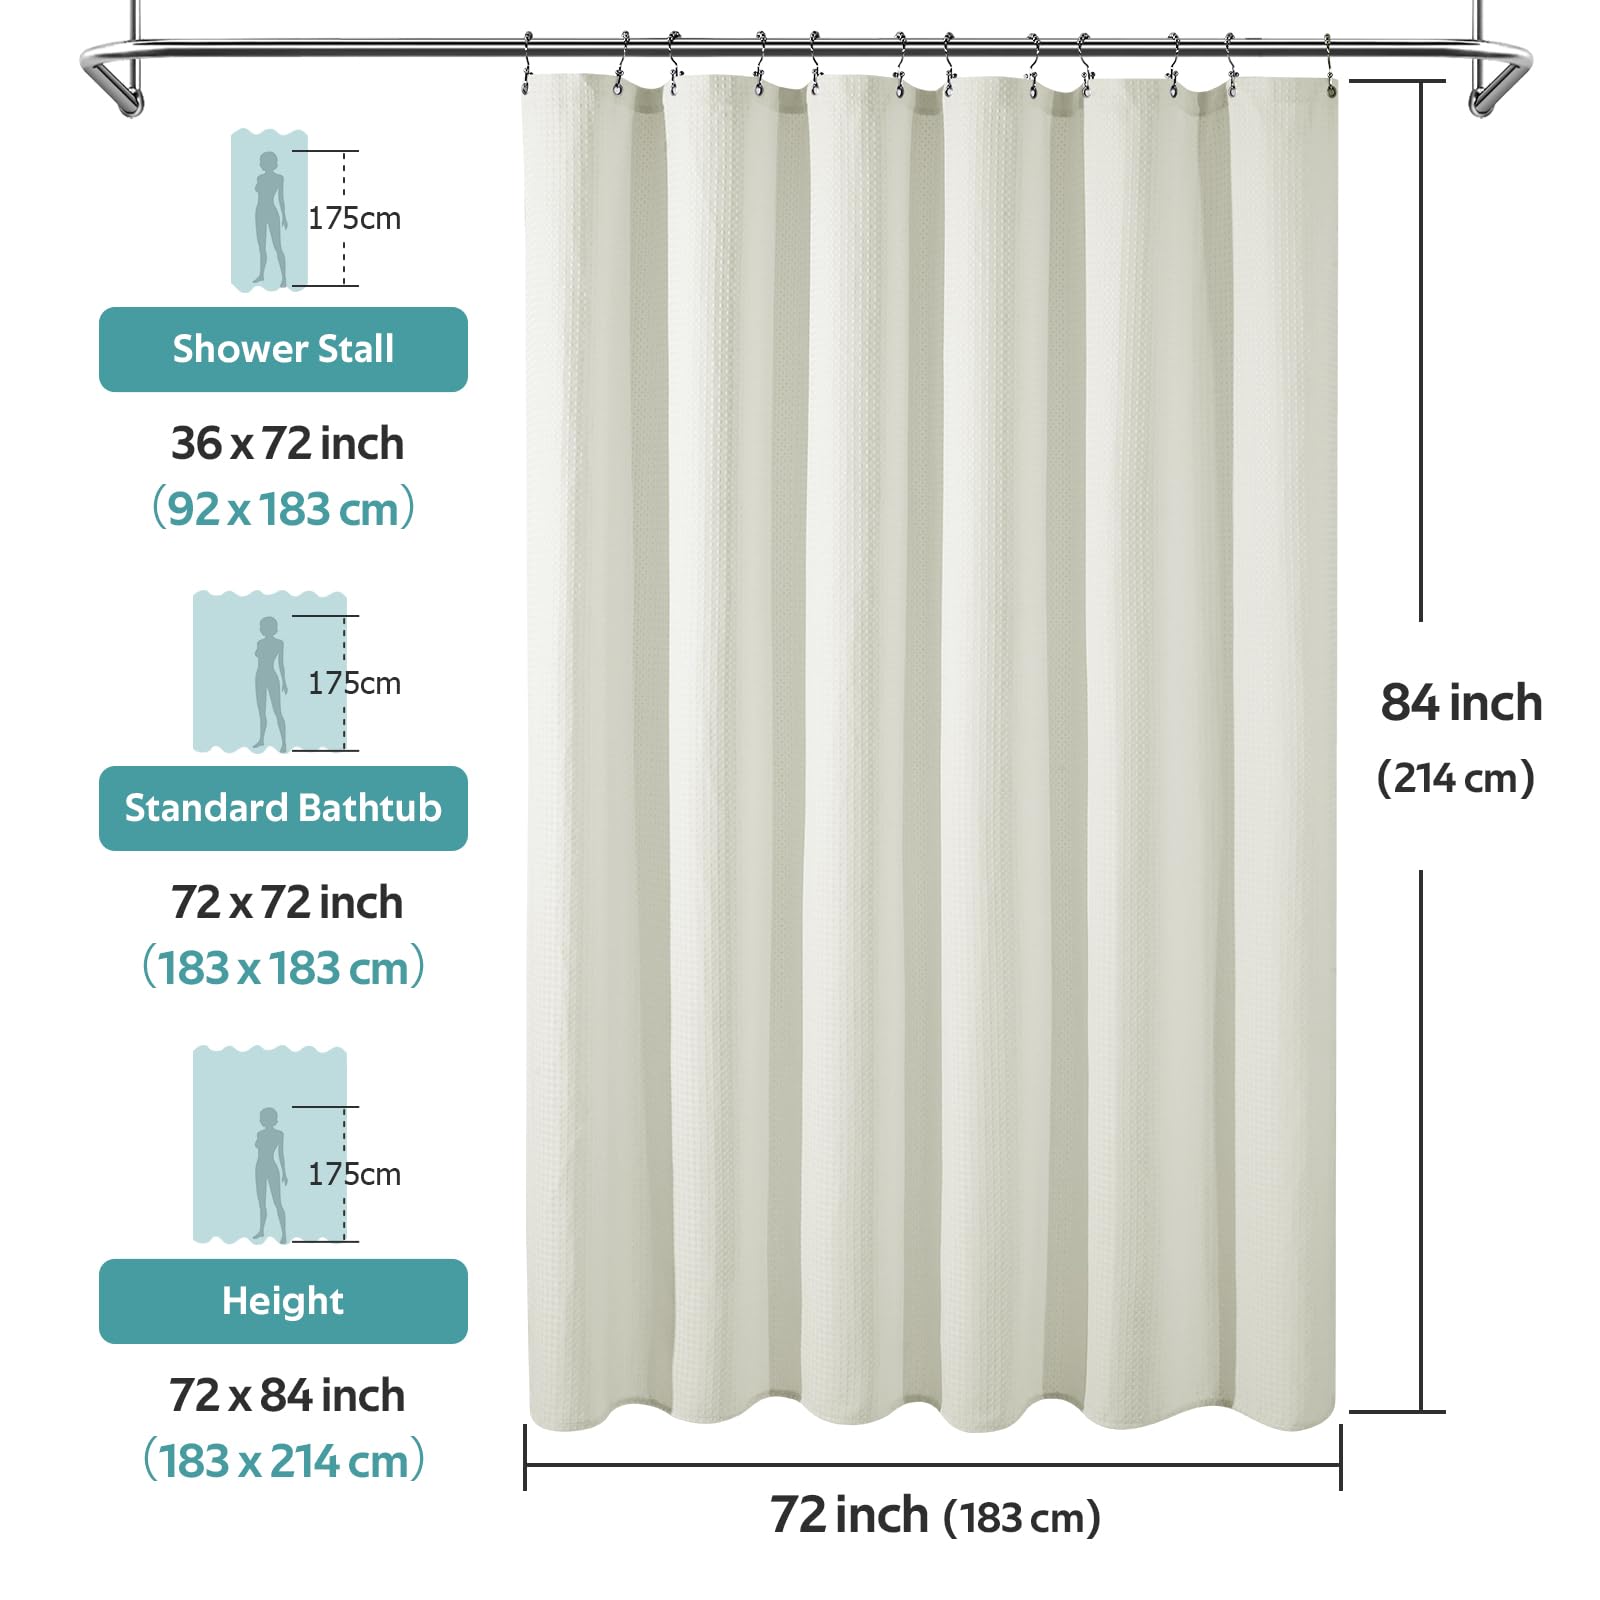 175cm
Shower Stall
36 x 72 inch
(92 x 183 cm)
175cm
Standard Bathtub
72 x 72 inch
(183 x 183 cm)
175cm
Height
72 x 84 inch
(183 x 214 cm)
84 inch
(214 cm)
72 inch (183 cm)